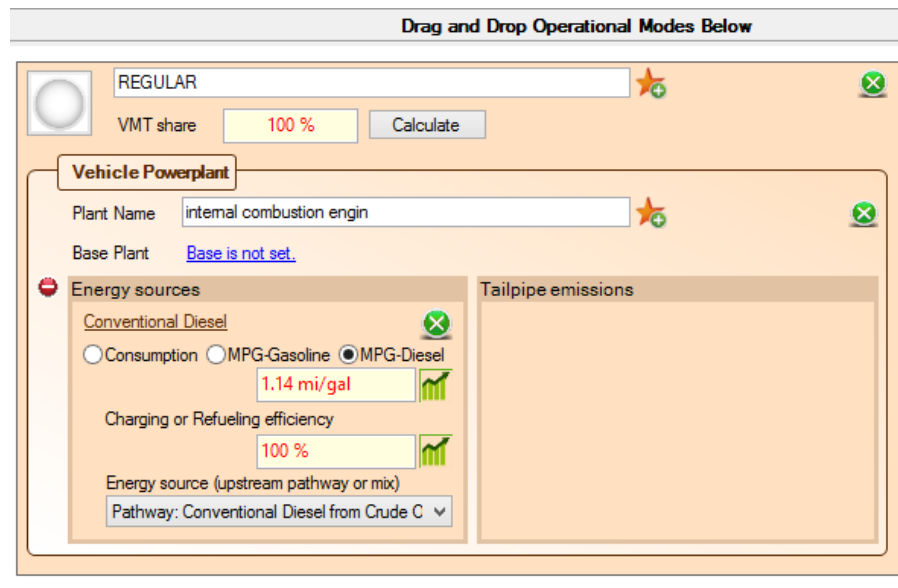 Drag and Drop Operational Modes Below
REGULAR
VMT share 100 % Calculate
Vehicle Powerplant
Plant Name internal combustion engin
Base Plant Base is not set.
Energy sources
Tailpipe emissions
Conventional Diesel
Consumption MPG-Gasoline MPG-Diesel
1.14 mi/gal
Charging or Refueling efficiency
100 %
Energy source (upstream pathway or mix)
Pathway: Conventional Diesel from Crude C